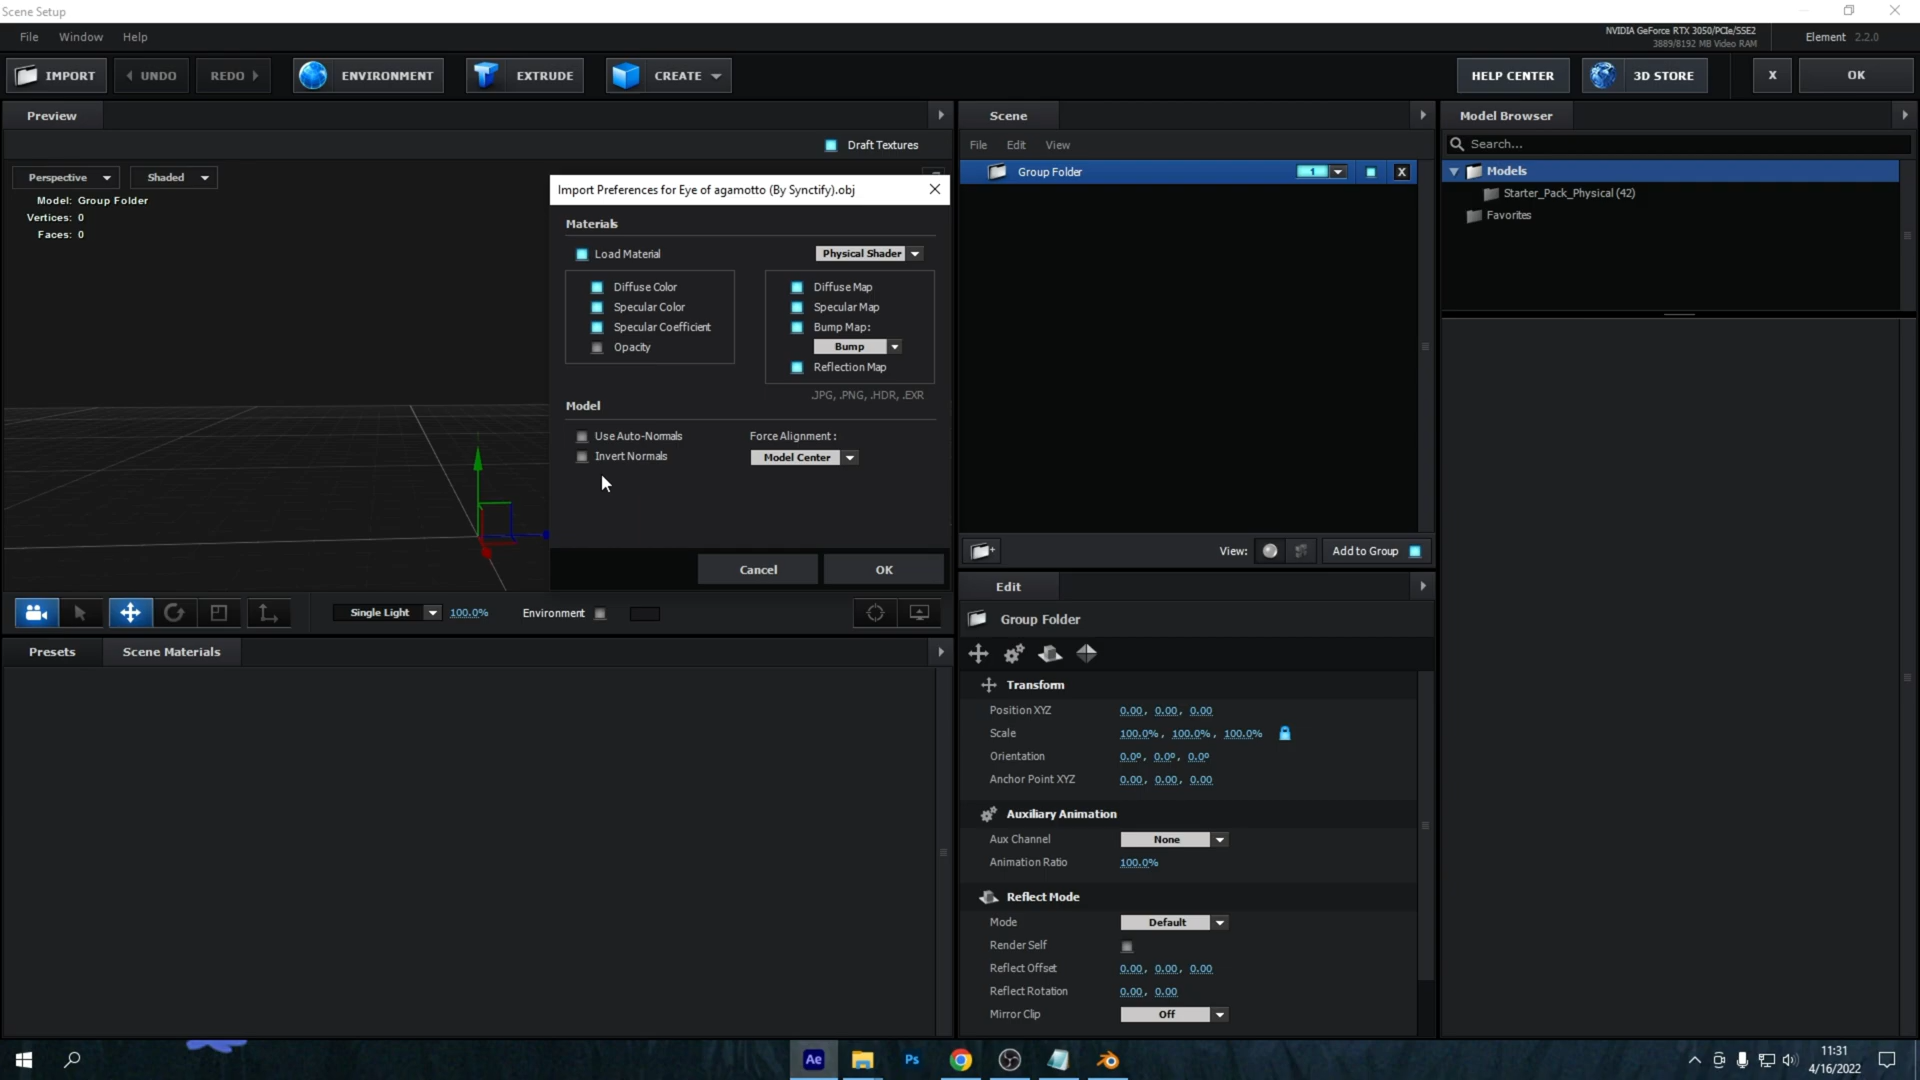 Scene Setup
File Window Help
NVIDIA GeForce RTX 3050/PCIe/SSE2
3889/8192 MB Video RAM
Element 2.2.0
IMPORT UNDO REDO ENVIRONMENT EXTRUDE CREATE HELP CENTER 3D STORE X OK
Preview
Draft Textures
Perspective Shaded
Model: Group Folder
Vertices: 0
Faces: 0
Import Preferences for Eye of agamotto (By Synctify).obj
Materials
Load Material Physical Shader
Diffuse Color
Specular Color
Specular Coefficient
Opacity
Diffuse Map
Specular Map
Bump Map:
Bump
Reflection Map
.JPG, .PNG, .HDR, .EXR
Model
Use Auto-Normals
Invert Normals
Force Alignment :
Model Center
Cancel OK
Single Light 100.0% Environment
Presets Scene Materials
Scene
File Edit View
Group Folder 1 X
View: Add to Group
Edit
Group Folder
Transform
Position XYZ 0.00, 0.00, 0.00
Scale 100.0%, 100.0%, 100.0%
Orientation 0.0º, 0.0º, 0.0º
Anchor Point XYZ 0.00, 0.00, 0.00
Auxiliary Animation
Aux Channel None
Animation Ratio 100.0%
Reflect Mode
Mode Default
Render Self
Reflect Offset 0.00, 0.00, 0.00
Reflect Rotation 0.00, 0.00
Mirror Clip Off
Model Browser
Search...
Models
Starter_Pack_Physical (42)
Favorites
Ae Ps
11:31
4/16/2022